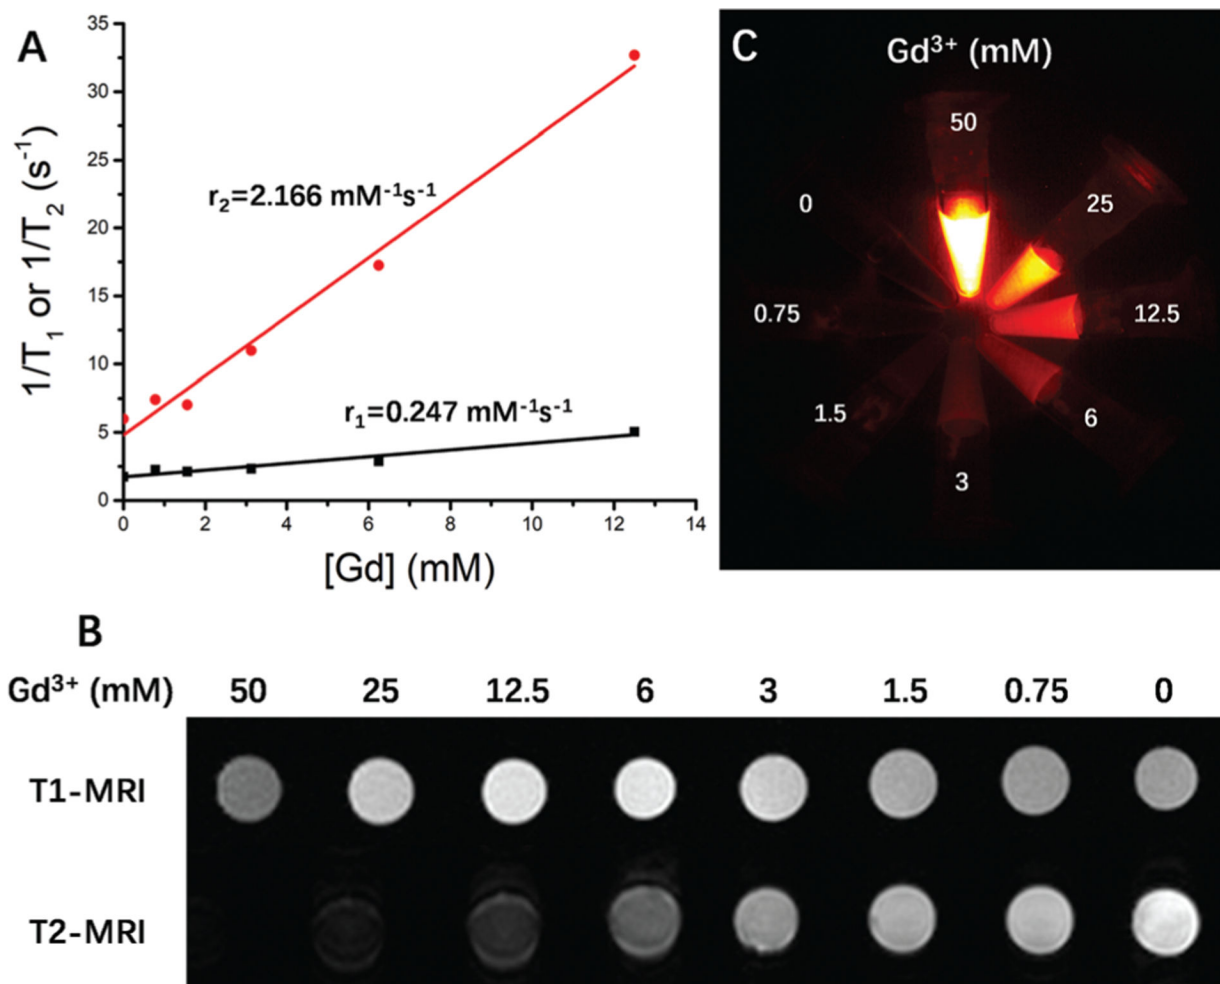 A
35
30
25
20
15
10
5
0
1/T₁ or 1/T₂ (s⁻¹)
r₂=2.166 mM⁻¹s⁻¹
r₁=0.247 mM⁻¹s⁻¹
0 2 4 6 8 10 12 14
[Gd] (mM)
C
Gd³⁺ (mM)
50
25
12.5
6
3
1.5
0.75
0
B
Gd³⁺ (mM) 50 25 12.5 6 3 1.5 0.75 0
T1-MRI
T2-MRI